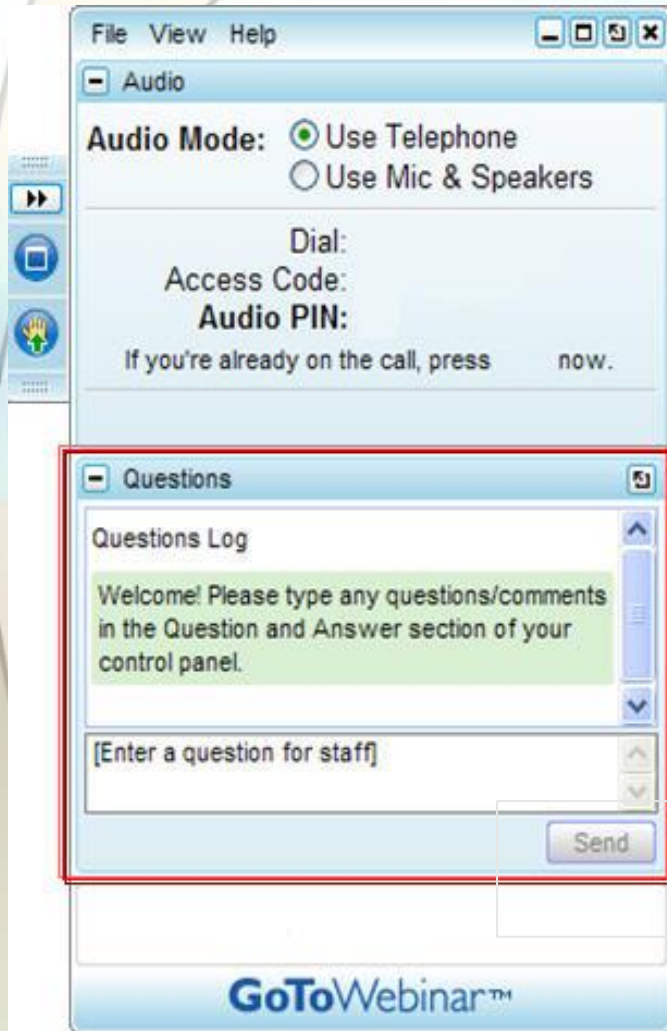 File View Help
Audio
Audio Mode: Use Telephone
Use Mic & Speakers
Dial:
Access Code:
Audio PIN:
If you're already on the call, press now.
Questions
Questions Log
Welcome! Please type any questions/comments
in the Question and Answer section of your
control panel.
[Enter a question for staff]
Send
GoToWebinar™